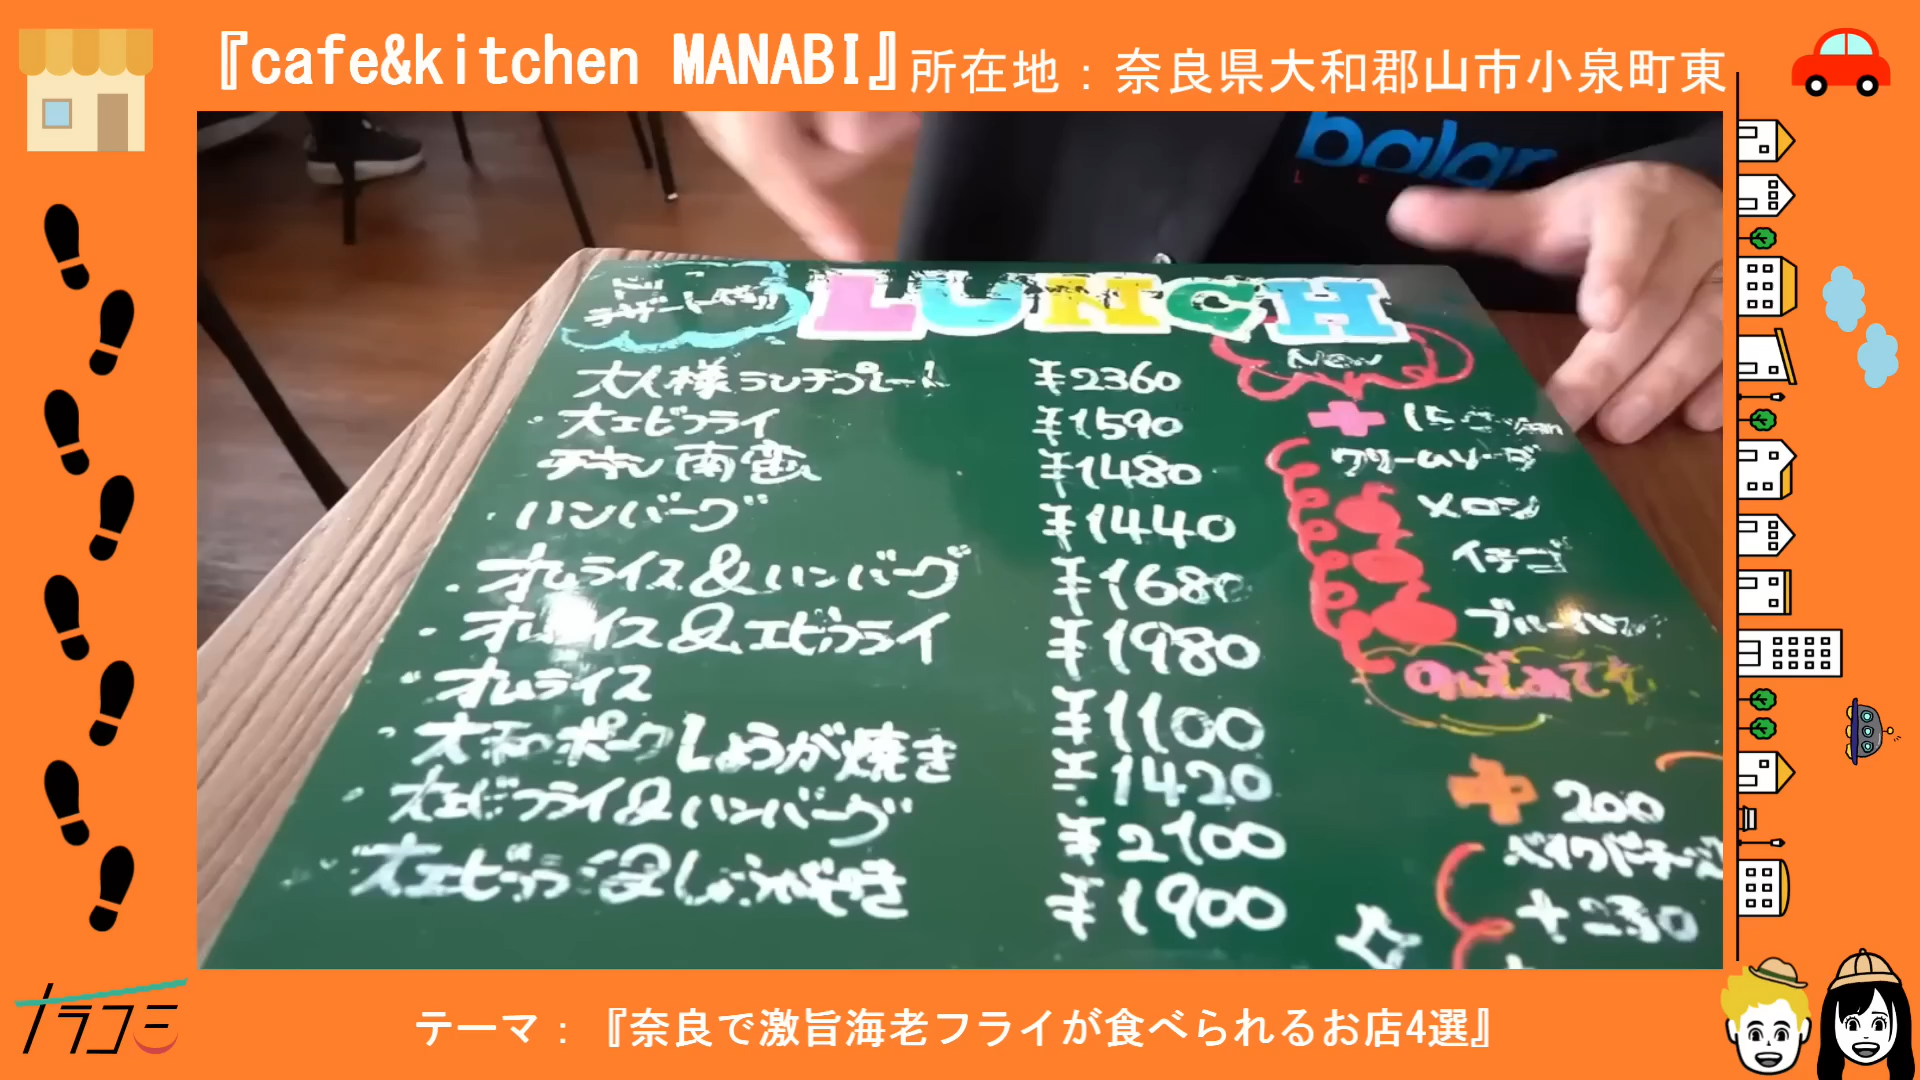 『cafe&kitchen MANABI』所在地：奈良県大和郡山市小泉町東
balan
LUNCH
大人様ランチプレート ¥2360
・大エビフライ ¥1590
チキン南蛮 ¥1480
・ハンバーグ ¥1440
・オムライス&ハンバーグ ¥1680
・オムライス&エビフライ ¥1980
・オムライス ¥1100
・大和ポークしょうが焼き ¥1420
・大エビフライ&ハンバーグ ¥2100
・大エビフライ&しょうがやき ¥1900
New
クリームソーダ
メロン
イチゴ
ブルーハワイ
+ 200
+230
ナラコミ
テーマ：『奈良で激旨海老フライが食べられるお店4選』